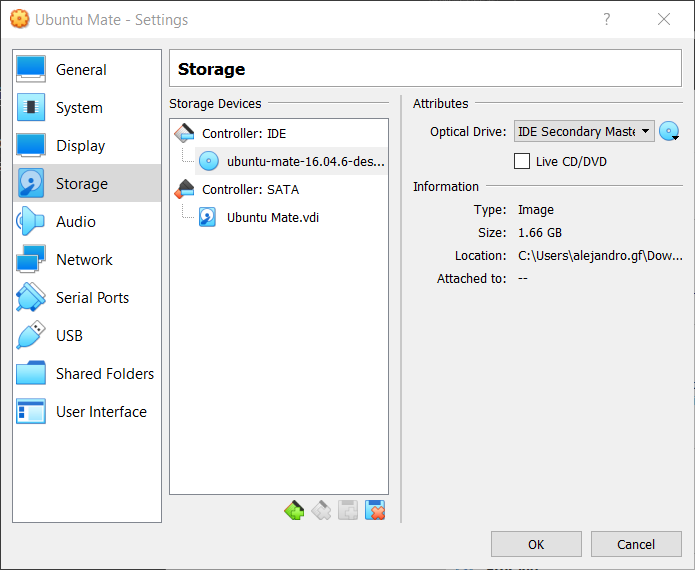 Ubuntu Mate - Settings
?
General
System
Display
Storage
Audio
Network
Serial Ports
USB
Shared Folders
User Interface
Storage
Storage Devices
Controller: IDE
ubuntu-mate-16.04.6-des...
Controller: SATA
Ubuntu Mate.vdi
Attributes
Optical Drive: IDE Secondary Maste
Live CD/DVD
Information
Type: Image
Size: 1.66 GB
Location: C:\Users\alejandro.gf\Dow...
Attached to: --
OK
Cancel